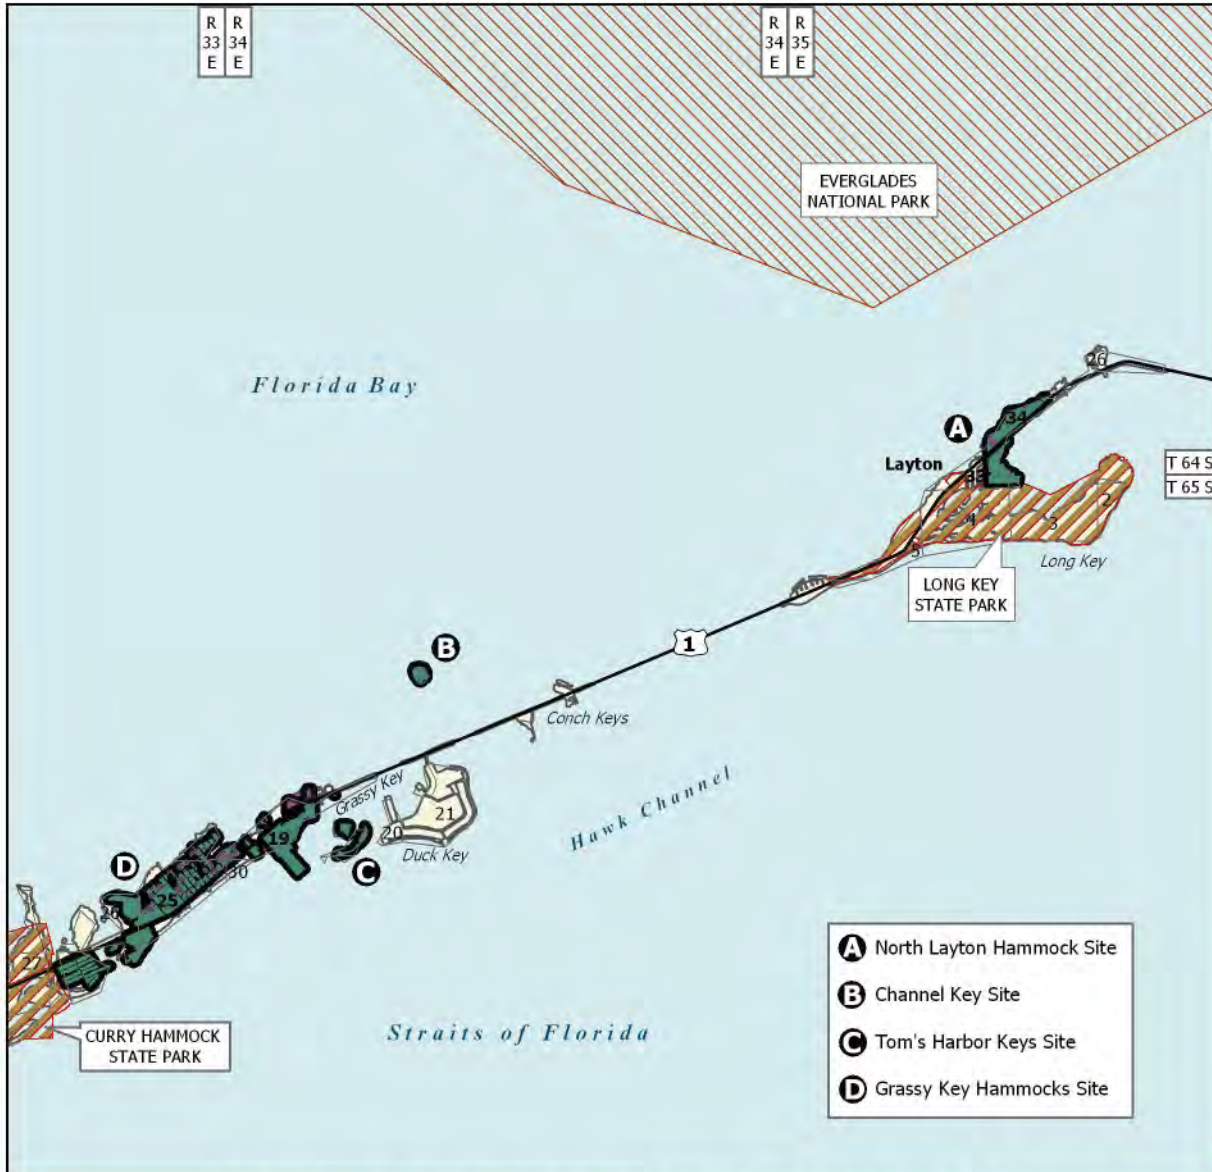 R
33
E
R
34
E
R
34
E
R
35
E
EVERGLADES
NATIONAL PARK
Florida Bay
26
34
A
Layton
33
T 64 S
T 65 S
2
4
3
5
Long Key
LONG KEY
STATE PARK
1
B
Conch Keys
Grassy Key
Hawk Channel
21
20
19
Duck Key
C
D
30
25
26
27
CURRY HAMMOCK
STATE PARK
Straits of Florida
A North Layton Hammock Site
B Channel Key Site
C Tom's Harbor Keys Site
D Grassy Key Hammocks Site